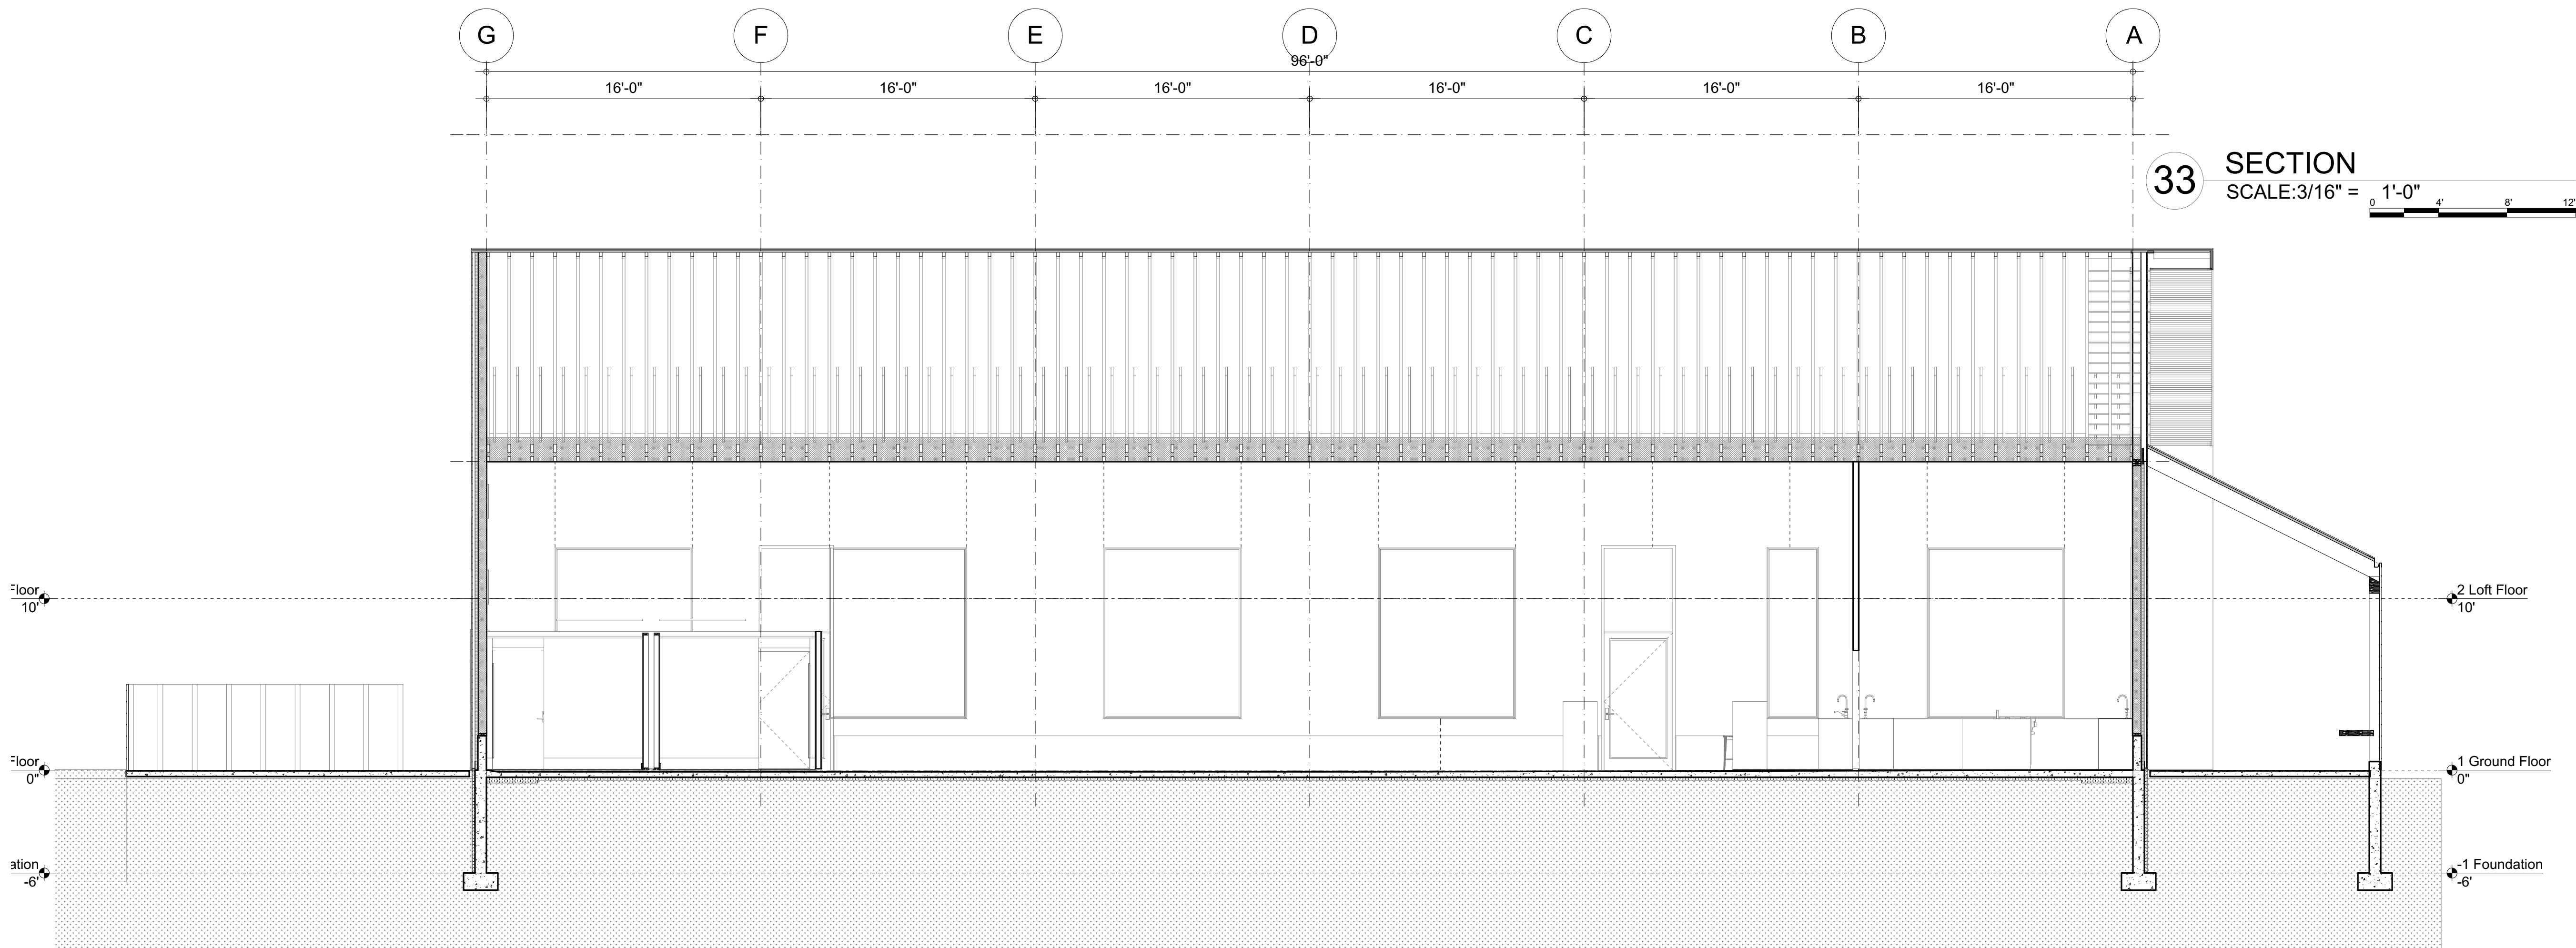 G F E D C B A
96'-0"
16'-0" 16'-0" 16'-0" 16'-0" 16'-0" 16'-0"
33 SECTION
SCALE:3/16" = 1'-0"
0 4' 8' 12'
Floor
10'
2 Loft Floor
10'
Floor
0"
1 Ground Floor
0"
ation
-6'
-1 Foundation
-6'